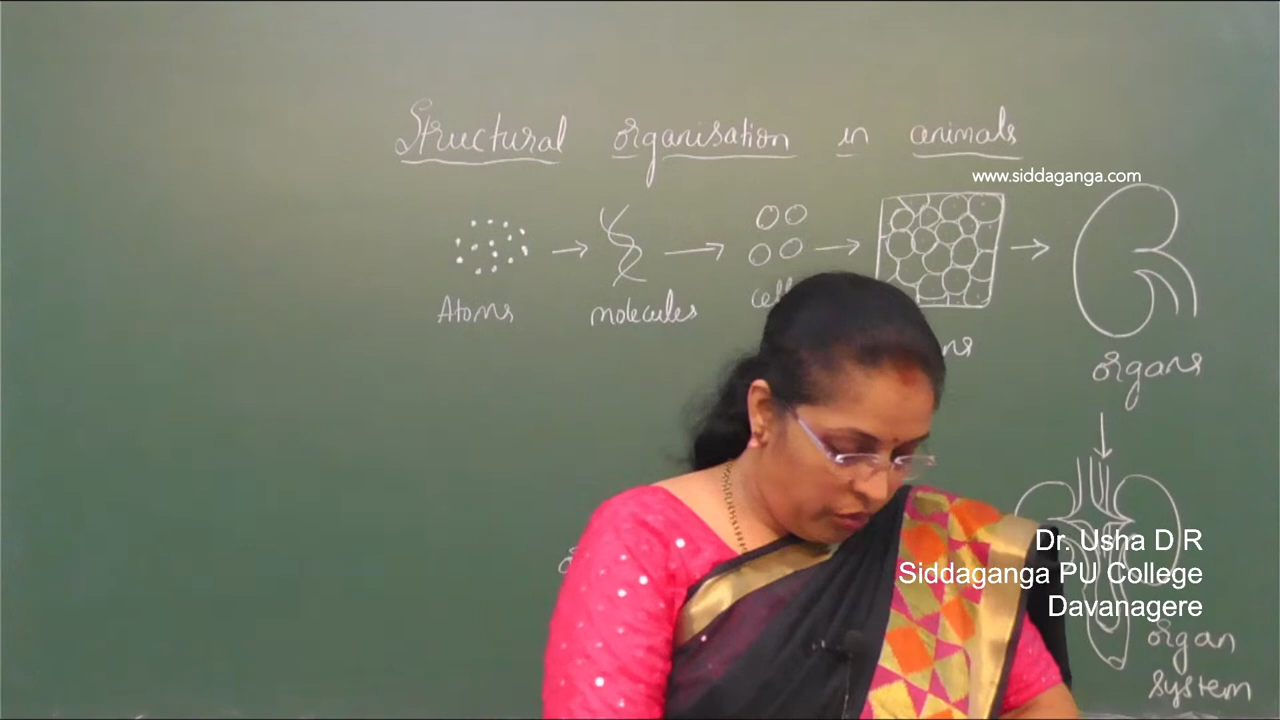 Structural organisation in animals
www.siddaganga.com
Atoms
molecules
organs
Dr. Usha D R
Siddaganga PU College
Davanagere
organ
system